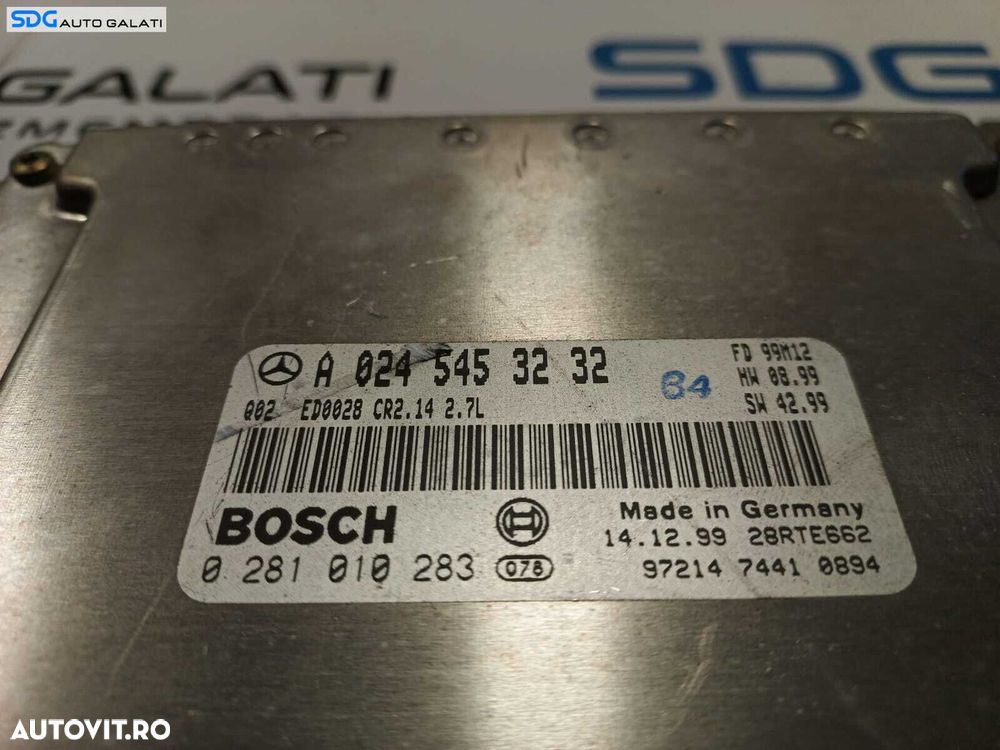 SDG AUTO GALATI
GALATI
SDG
A 024 545 32 32
64
FD 99M12
HW 08.99
SW 42.99
Q02 ED0028 CR2.14 2.7L
BOSCH
Made in Germany
14.12.99 28RTE662
0 281 010 283 078
97214 7441 0894
AUTOVIT.RO